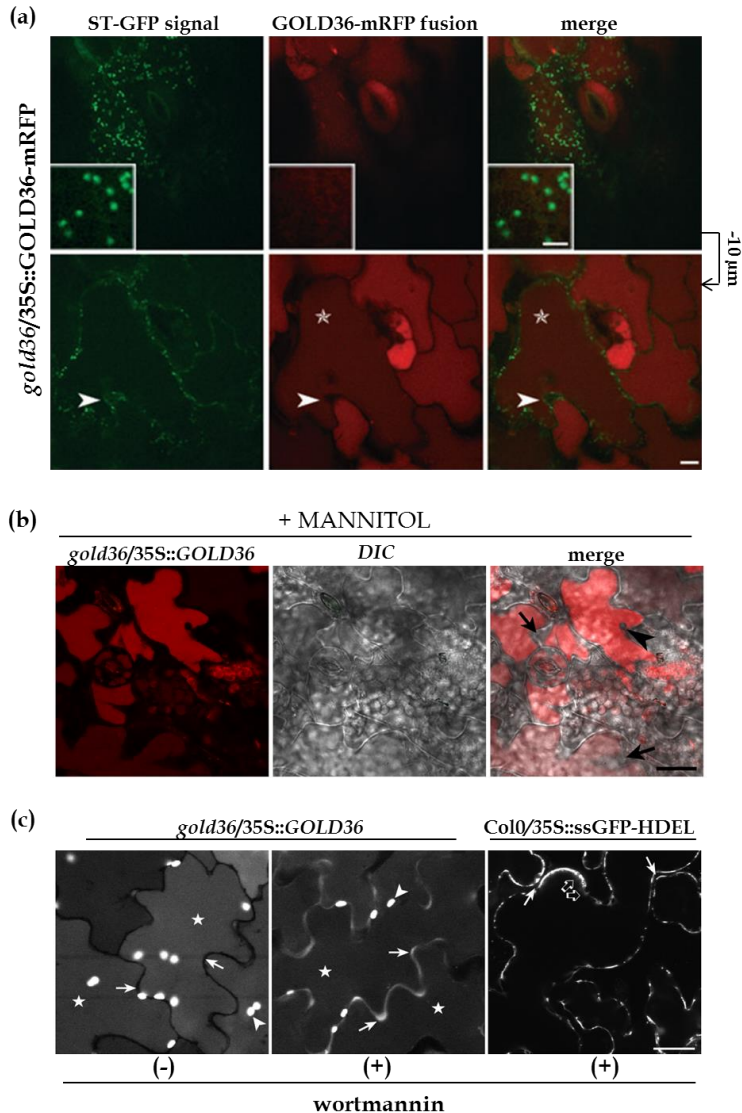 (a)
ST-GFP signal GOLD36-mRFP fusion merge
gold36/35S::GOLD36-mRFP
-10 µm
(b)
+ MANNITOL
gold36/35S::GOLD36 DIC merge
(c)
gold36/35S::GOLD36 Col0/35S::ssGFP-HDEL
(-) (+) (+)
wortmannin